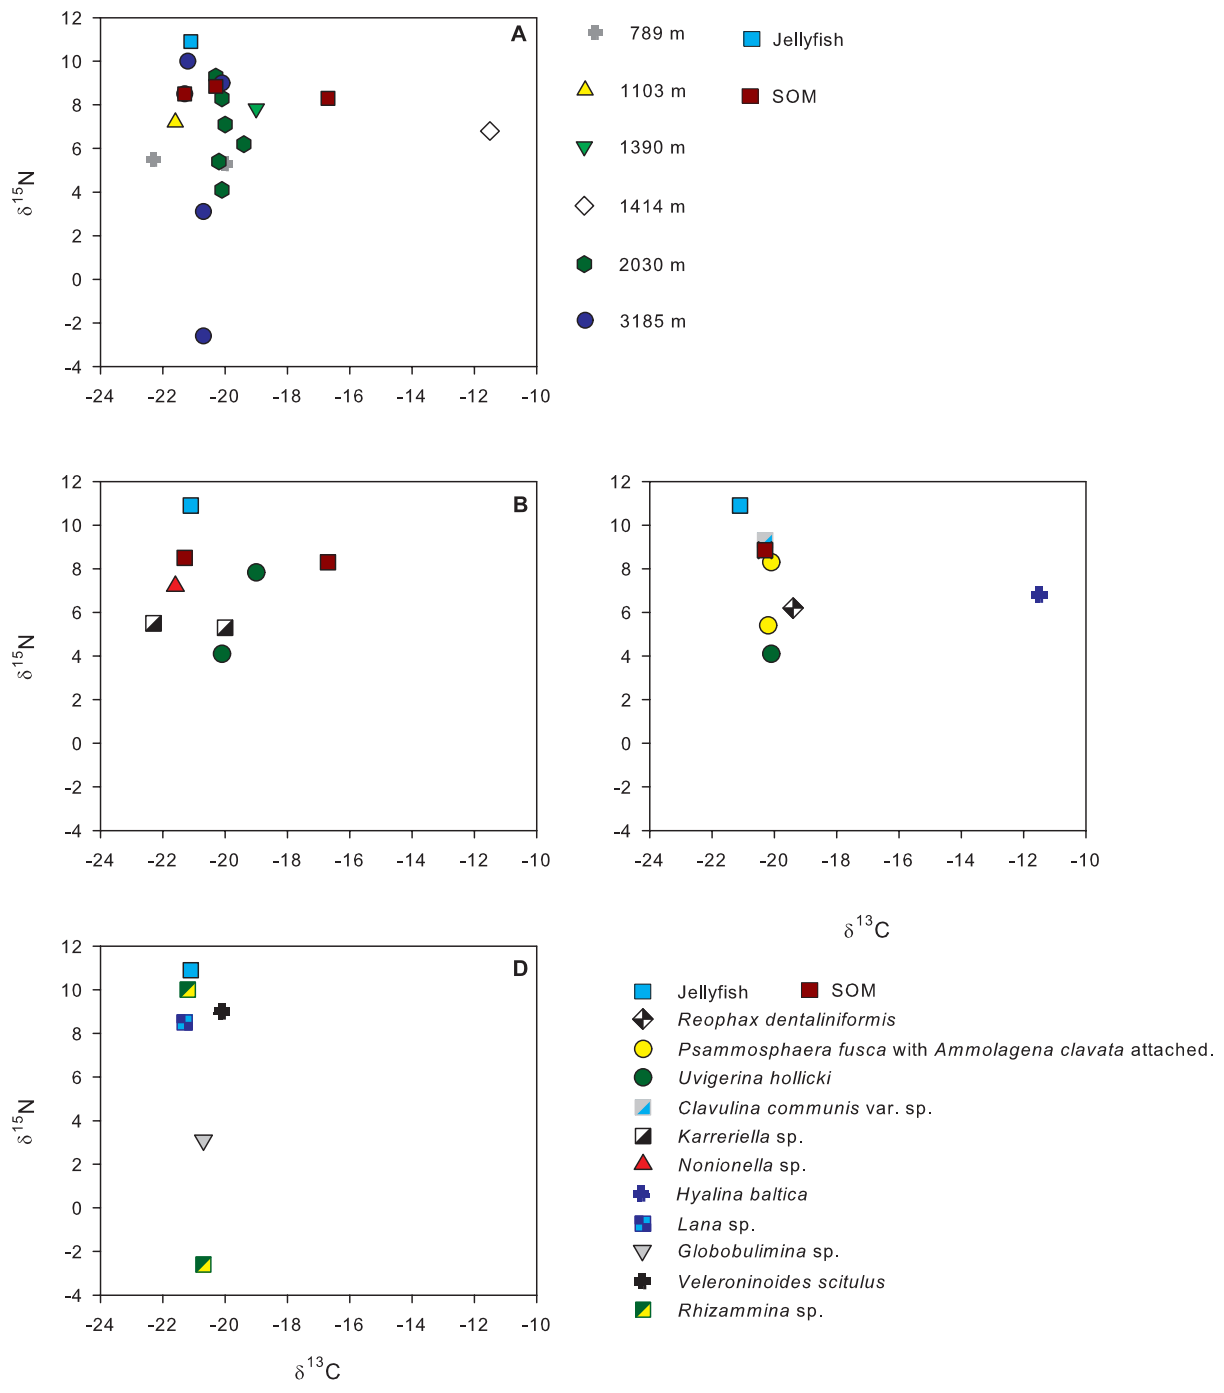 12
10
8
6
4
2
0
-2
-4
A
δ15N
-24 -22 -20 -18 -16 -14 -12 -10
789 m
1103 m
1390 m
1414 m
2030 m
3185 m
Jellyfish
SOM
12
10
8
6
4
2
0
-2
-4
B
δ15N
-24 -22 -20 -18 -16 -14 -12 -10
12
10
8
6
4
2
0
-2
-4
-24 -22 -20 -18 -16 -14 -12 -10
δ13C
12
10
8
6
4
2
0
-2
-4
D
δ15N
-24 -22 -20 -18 -16 -14 -12 -10
δ13C
Jellyfish SOM
Reophax dentaliniformis
Psammosphaera fusca with Ammolagena clavata attached.
Uvigerina hollicki
Clavulina communis var. sp.
Karreriella sp.
Nonionella sp.
Hyalina baltica
Lana sp.
Globobulimina sp.
Veleroninoides scitulus
Rhizammina sp.